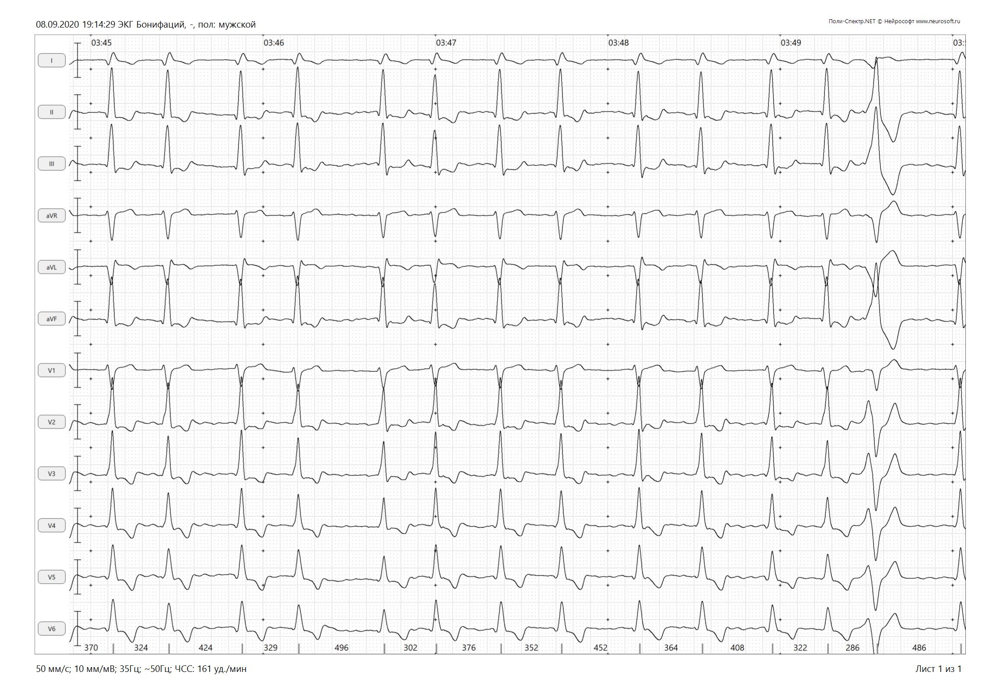 08.09.2020 19:14:29 ЭКГ Бонифаций, -, пол: мужской
Поли-Спектр.NET © Нейрософт www.neurosoft.ru
03:45 03:46 03:47 03:48 03:49 03:5
I
II
III
aVR
aVL
aVF
V1
V2
V3
V4
V5
V6
370 324 424 329 496 302 376 352 452 364 408 322 286 486
50 мм/с; 10 мм/мВ; 35Гц; ~50Гц; ЧСС: 161 уд./мин
Лист 1 из 1